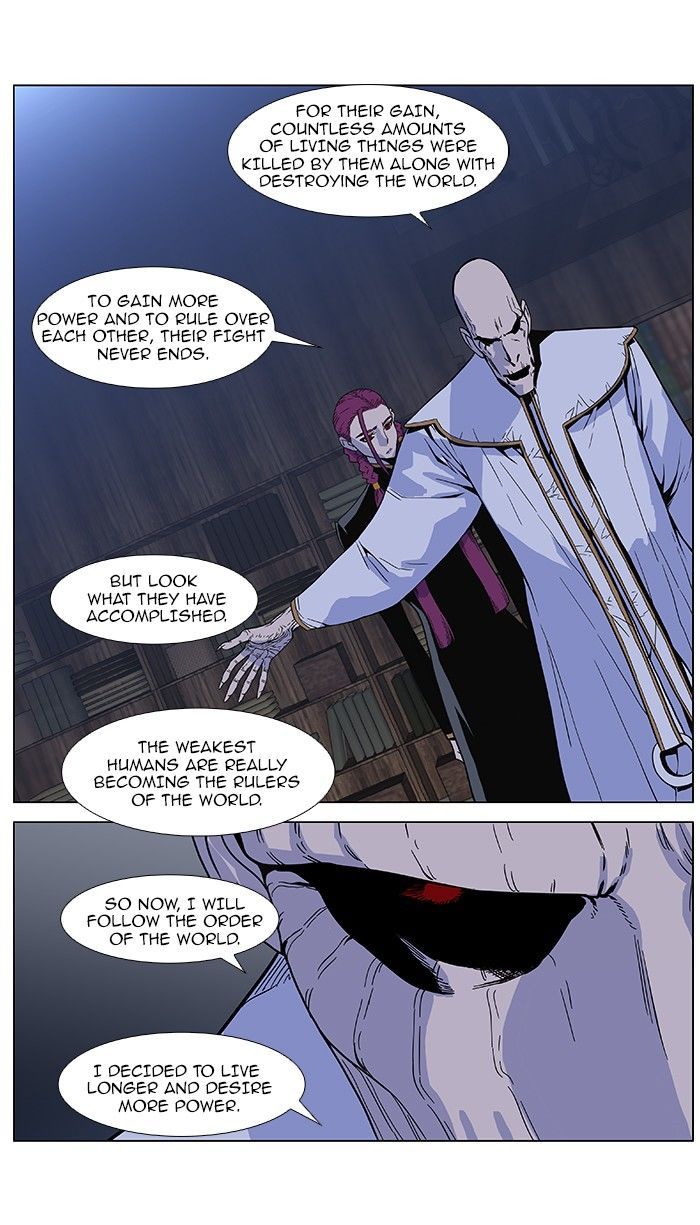 FOR THEIR GAIN,
COUNTLESS AMOUNTS
OF LIVING THINGS WERE
KILLED BY THEM ALONG WITH
DESTROYING THE WORLD.
TO GAIN MORE
POWER AND TO RULE OVER
EACH OTHER, THEIR FIGHT
NEVER ENDS.
BUT LOOK
WHAT THEY HAVE
ACCOMPLISHED.
THE WEAKEST
HUMANS ARE REALLY
BECOMING THE RULERS
OF THE WORLD.
SO NOW, I WILL
FOLLOW THE ORDER
OF THE WORLD.
I DECIDED TO LIVE
LONGER AND DESIRE
MORE POWER.